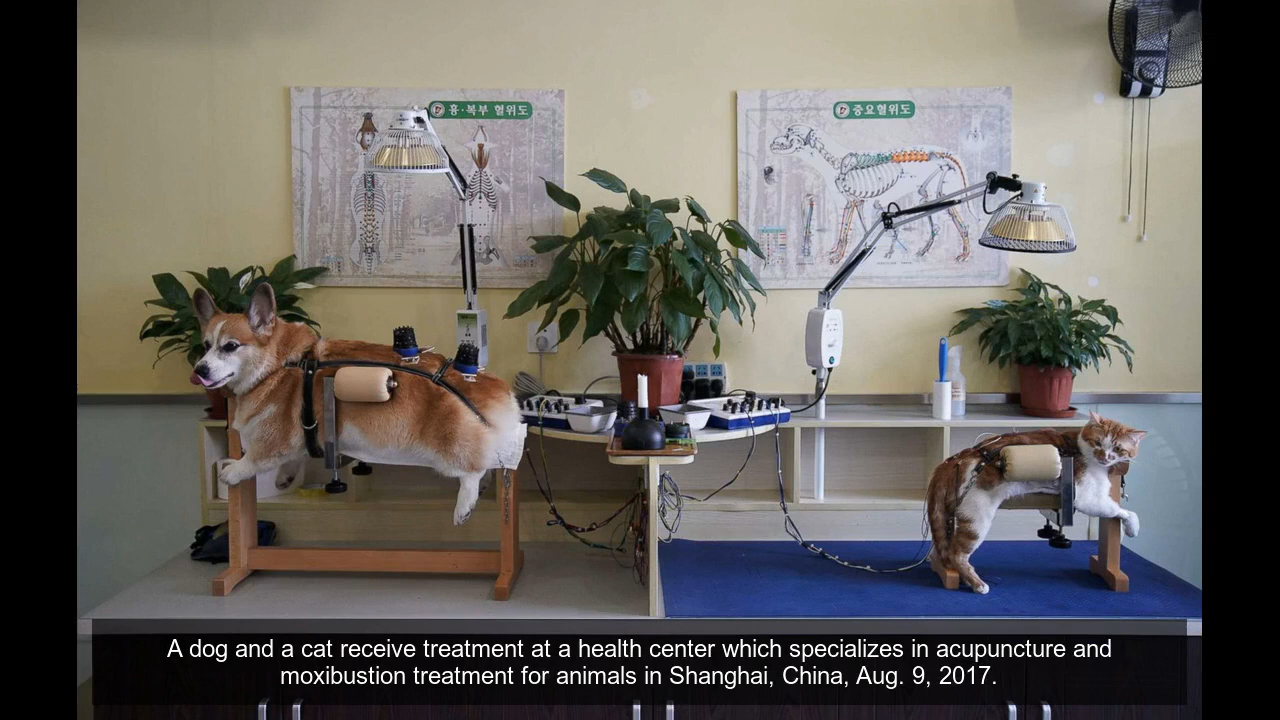 흉·복부 혈위도
중요혈위도
A dog and a cat receive treatment at a health center which specializes in acupuncture and
moxibustion treatment for animals in Shanghai, China, Aug. 9, 2017.